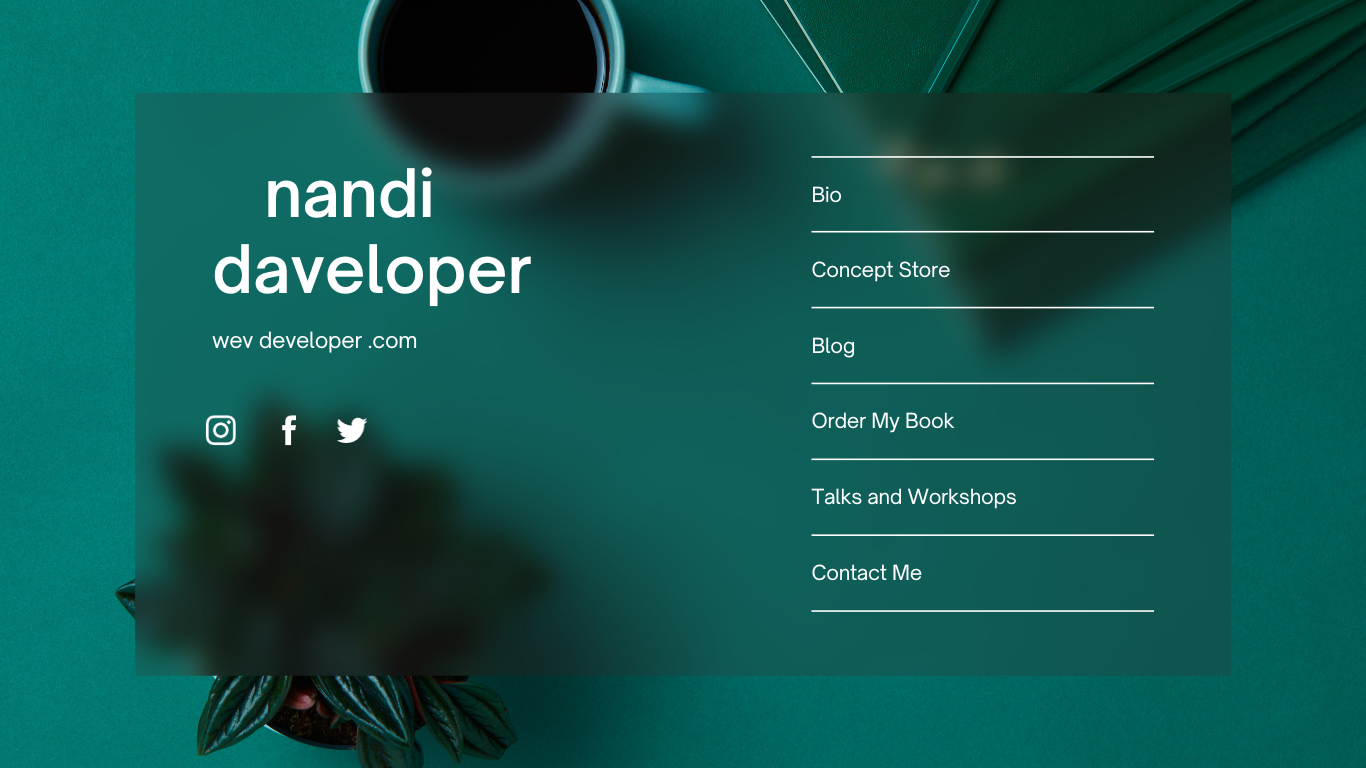 nandi
daveloper
wev developer .com
Bio
Concept Store
Blog
Order My Book
Talks and Workshops
Contact Me